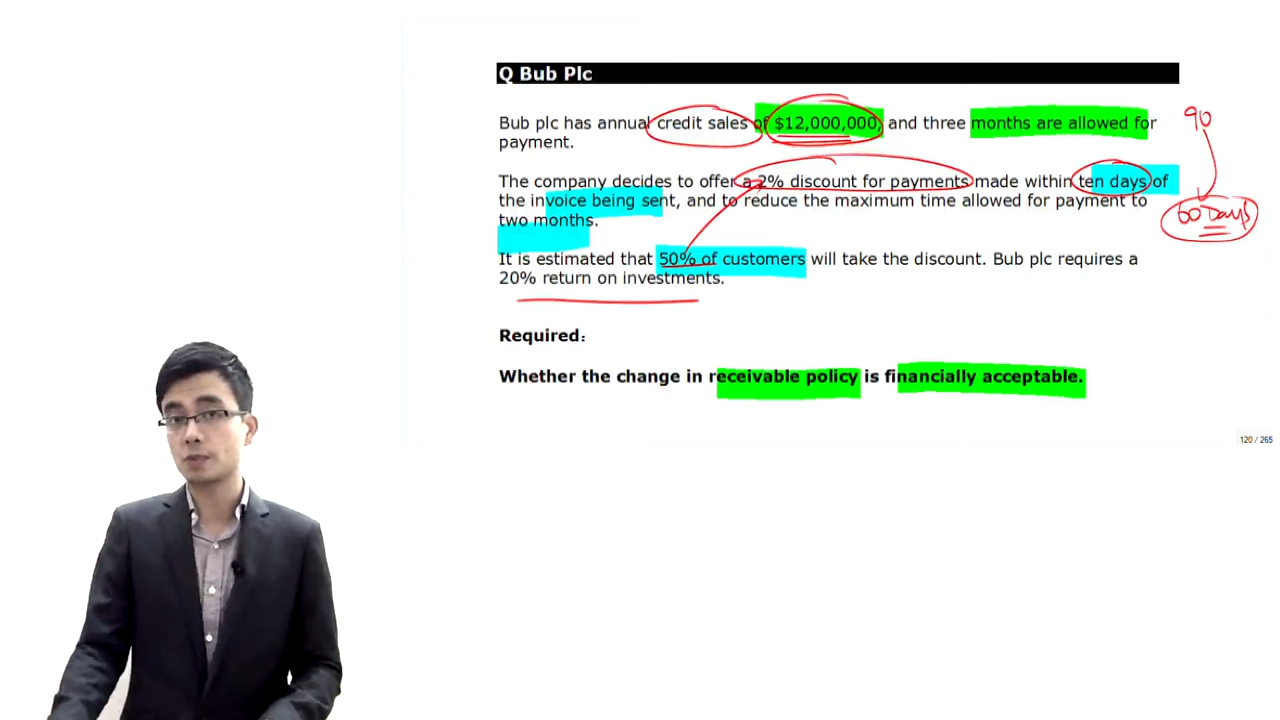 Q Bub Plc
Bub plc has annual credit sales of $12,000,000, and three months are allowed for
payment.
90
The company decides to offer a 2% discount for payments made within ten days of
the invoice being sent, and to reduce the maximum time allowed for payment to
two months.
60 Days
It is estimated that 50% of customers will take the discount. Bub plc requires a
20% return on investments.
Required:
Whether the change in receivable policy is financially acceptable.
120 / 265